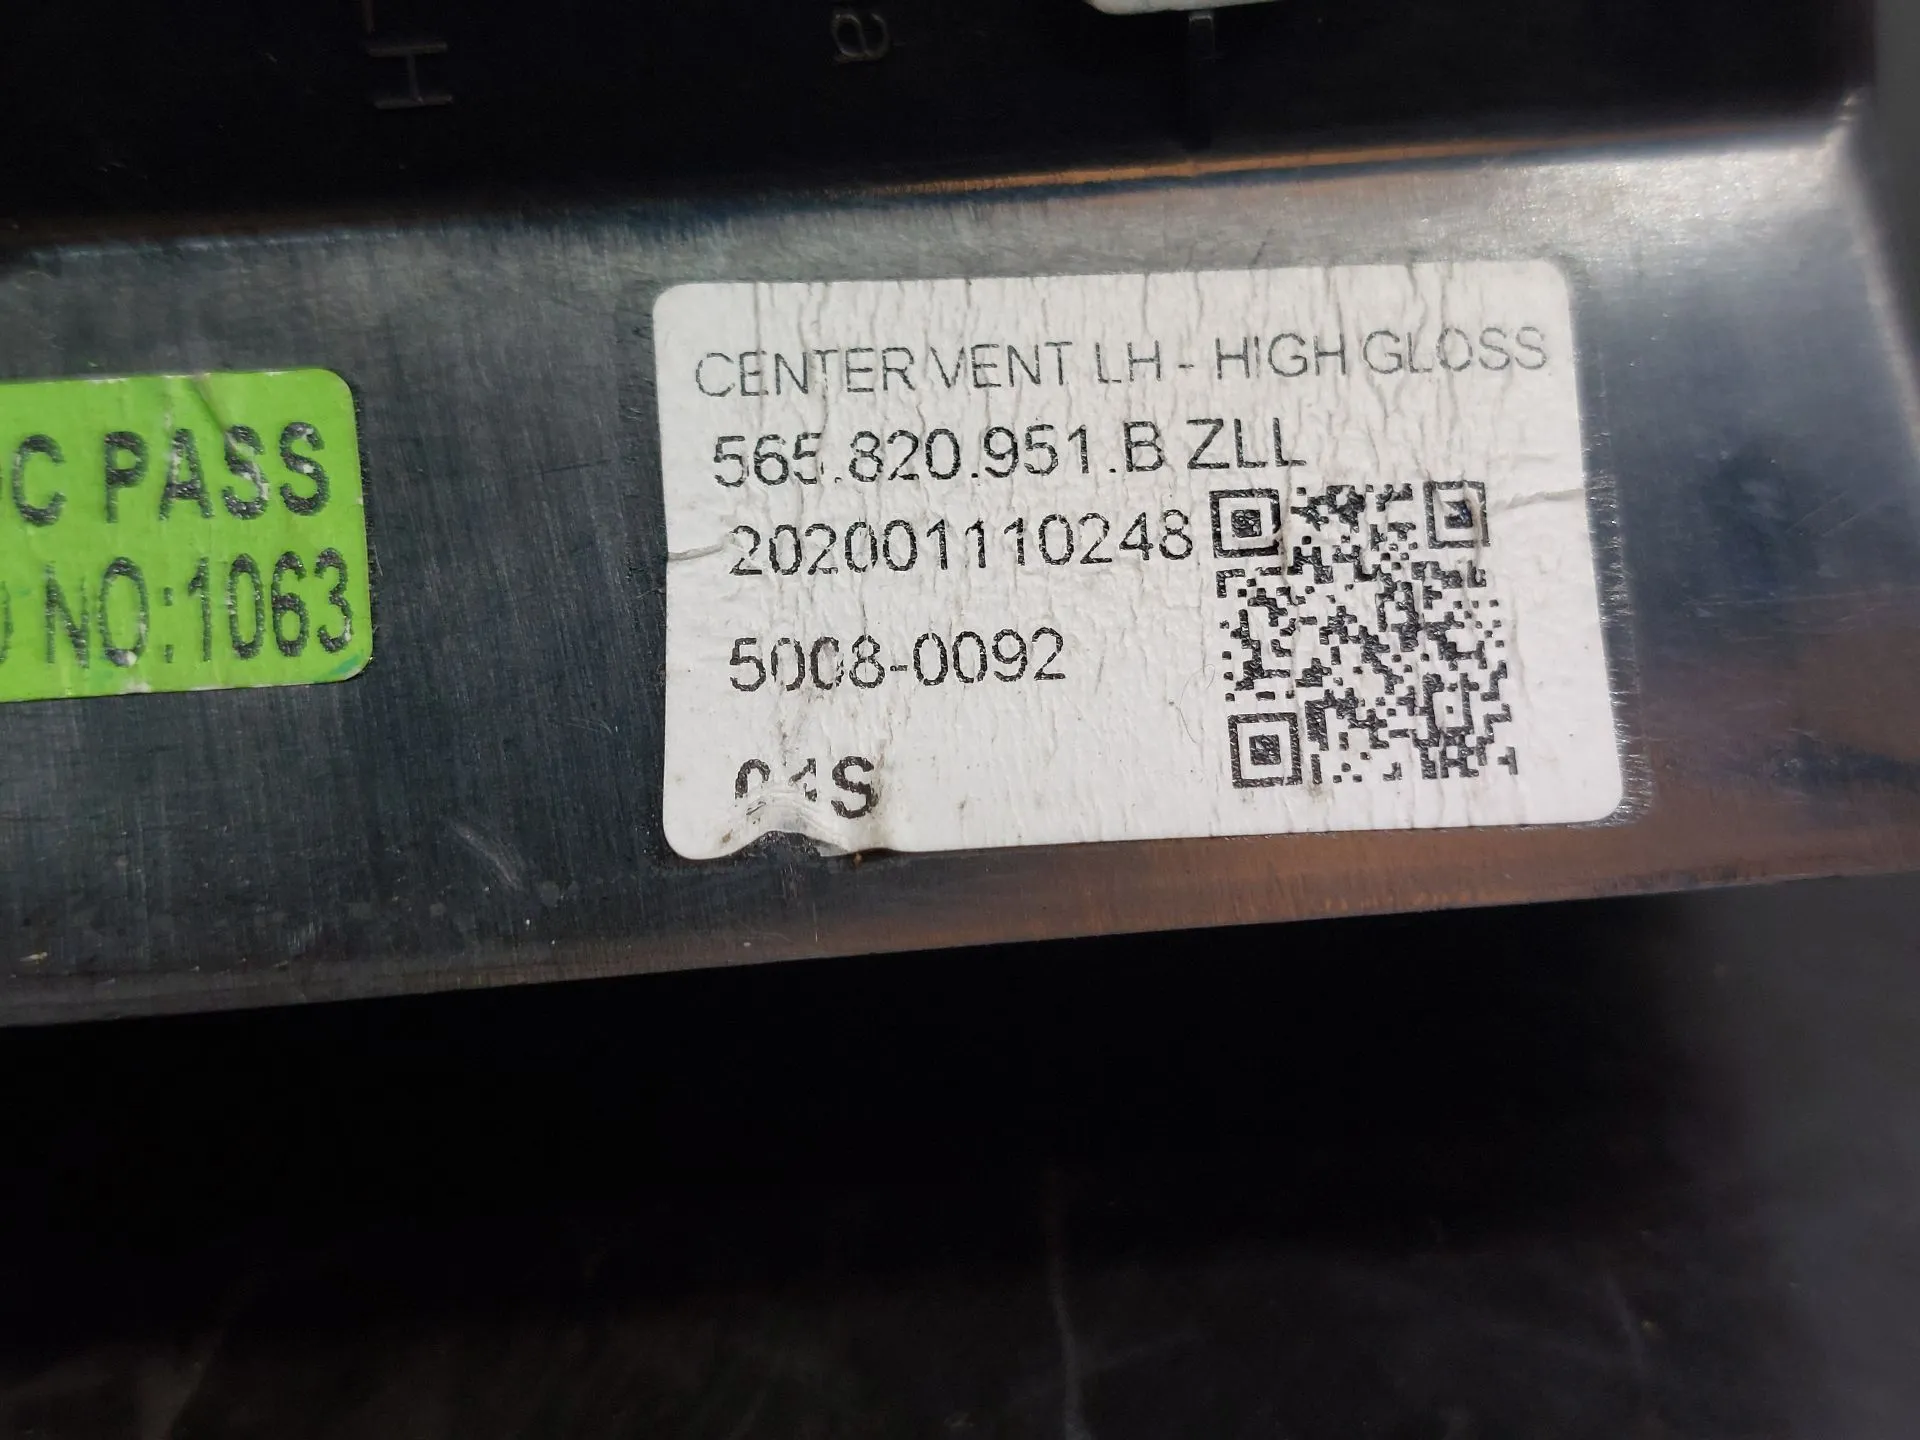 CENTER VENT LH - HIGH GLOSS
565.820.951.B ZLL
202001110248
5008-0092
PASS
NO:1063
H
a